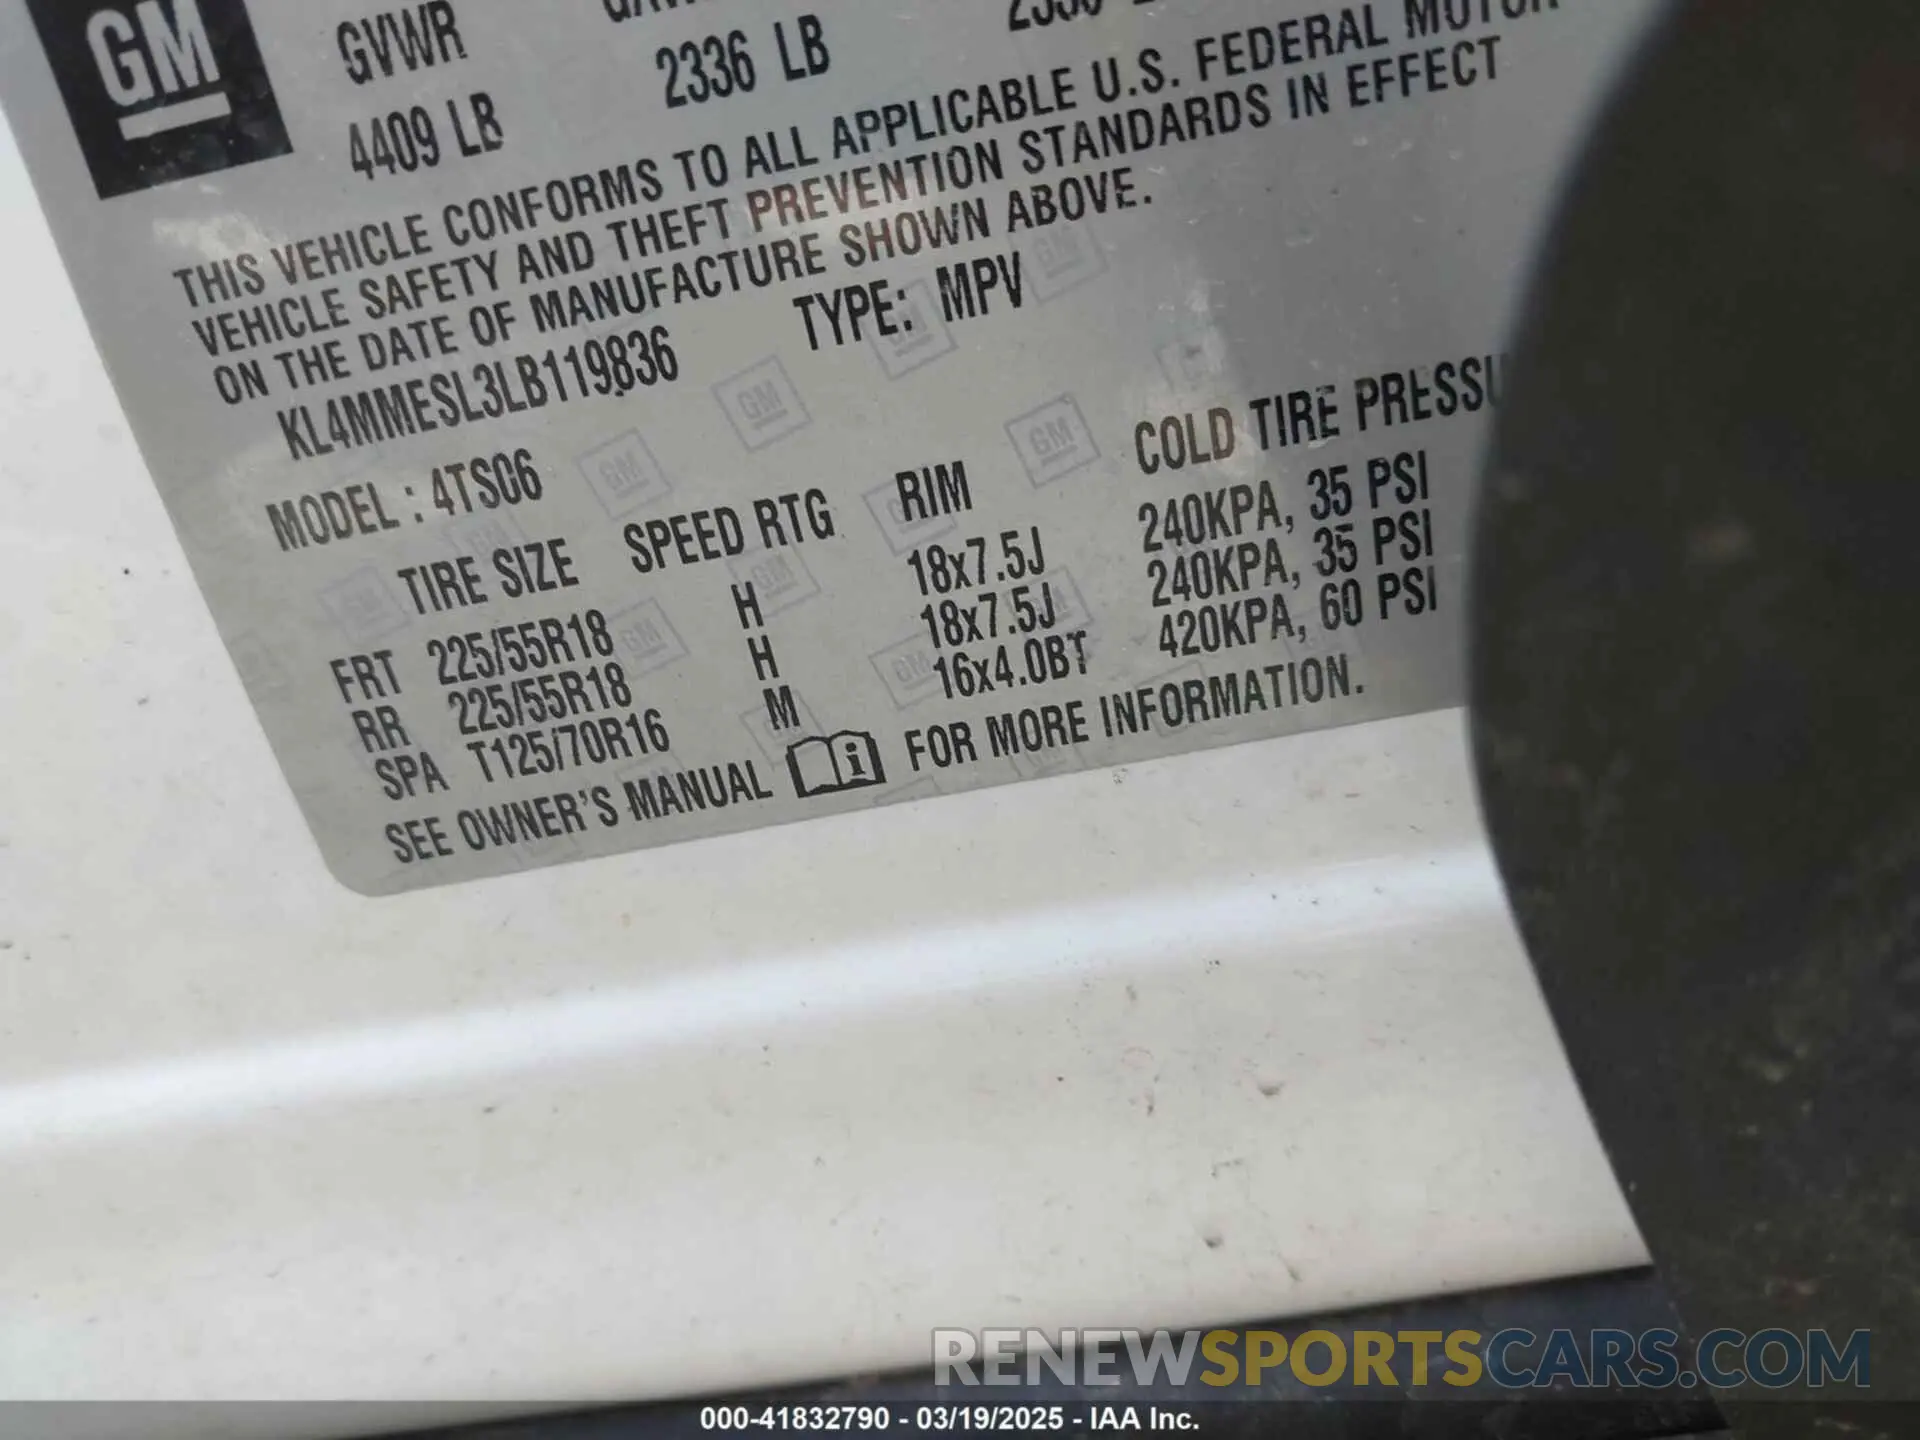 GM
GVWR
4409 LB
2336 LB
THIS VEHICLE CONFORMS TO ALL APPLICABLE U.S. FEDERAL MOTOR
VEHICLE SAFETY AND THEFT PREVENTION STANDARDS IN EFFECT
ON THE DATE OF MANUFACTURE SHOWN ABOVE.
KL4MMESL3LB119836 TYPE: MPV
MODEL : 4TS06
TIRE SIZE SPEED RTG RIM COLD TIRE PRESSU
FRT 225/55R18 H 18x7.5J 240KPA, 35 PSI
RR 225/55R18 H 18x7.5J 240KPA, 35 PSI
SPA T125/70R16 M 16x4.0BT 420KPA, 60 PSI
SEE OWNER'S MANUAL FOR MORE INFORMATION.
RENEWSPORTSCARS.COM
000-41832790 - 03/19/2025 - IAA Inc.